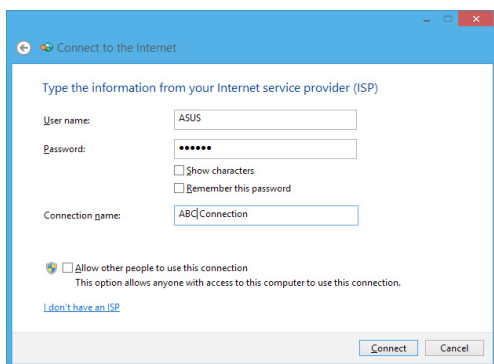 Connect to the Internet
Type the information from your Internet service provider (ISP)
User name: ASUS
Password: ••••••
Show characters
Remember this password
Connection name: ABC Connection
Allow other people to use this connection
This option allows anyone with access to this computer to use this connection.
I don't have an ISP
Connect Cancel